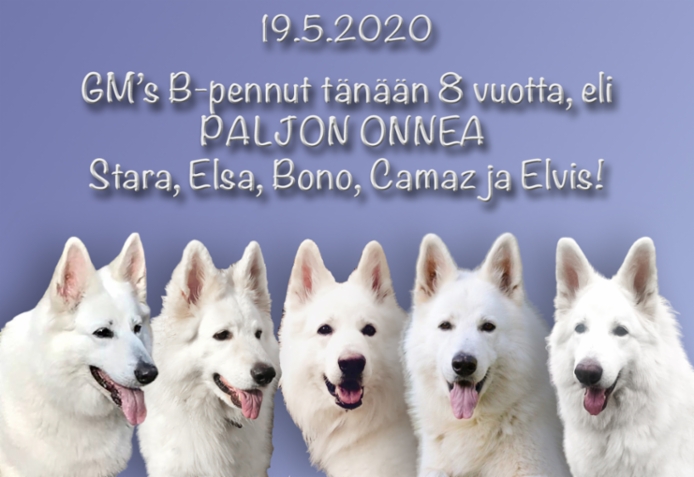 19.5.2020
GM's B-pennut tänään 8 vuotta, eli
PALJON ONNEA
Stara, Elsa, Bono, Camaz ja Elvis!